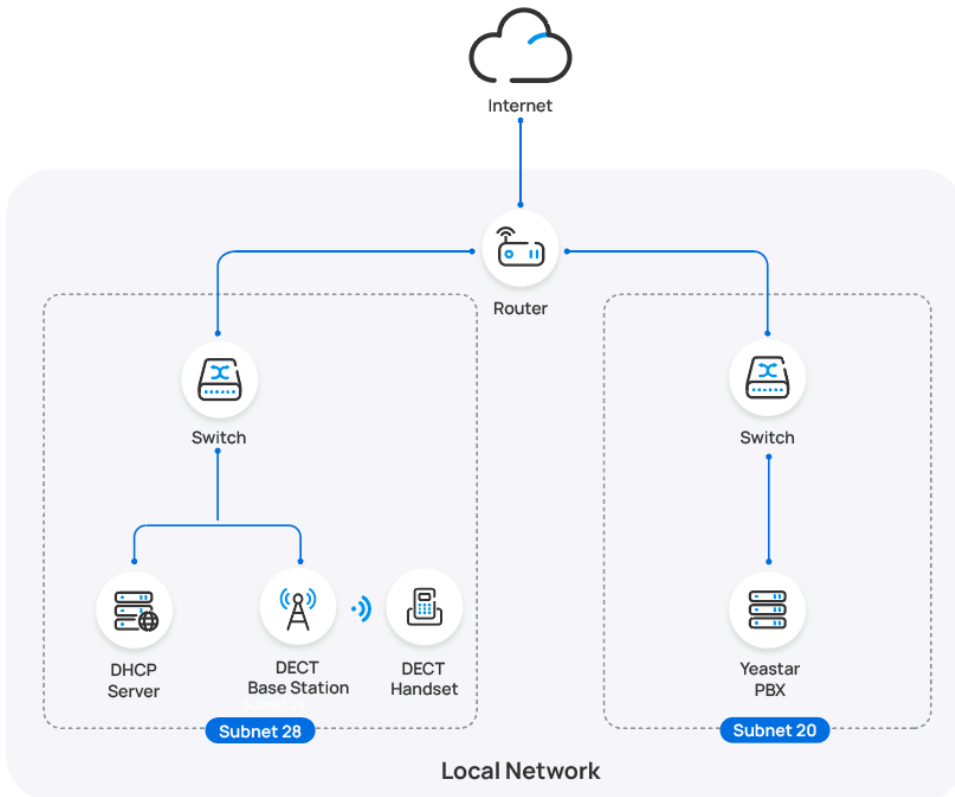 Internet
Router
Switch
Switch
DHCP
Server
DECT
Base Station
DECT
Handset
Yeastar
PBX
Subnet 28
Subnet 20
Local Network